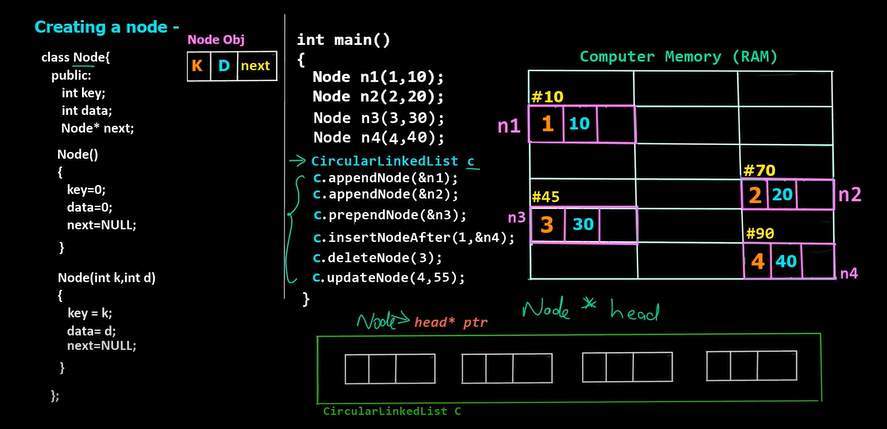 Creating a node -
class Node{
public:
int key;
int data;
Node* next;
Node()
{
key=0;
data=0;
next=NULL;
}
Node(int k,int d)
{
key = k;
data= d;
next=NULL;
}
};
Node Obj
K D next
int main()
{
Node n1(1,10);
Node n2(2,20);
Node n3(3,30);
Node n4(4,40);
→ CircularLinkedList c
c.appendNode(&n1);
c.appendNode(&n2);
c.prependNode(&n3);
c.insertNodeAfter(1,&n4);
c.deleteNode(3);
c.updateNode(4,55);
}
Computer Memory (RAM)
#10
n1 1 10
#70
2 20 n2
#45
n3 3 30
#90
4 40
n4
Node → head* ptr
Node * head
CircularLinkedList C